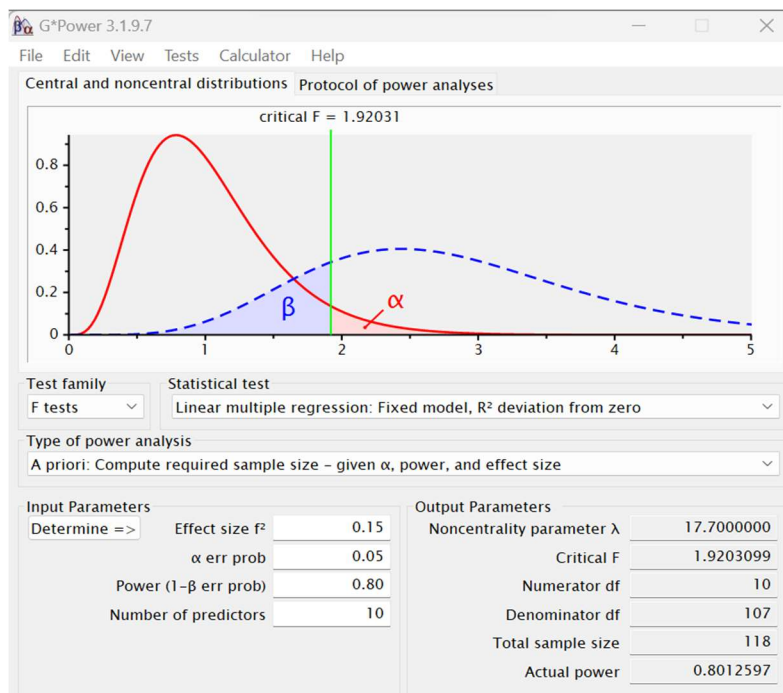 βα G*Power 3.1.9.7
File Edit View Tests Calculator Help
Central and noncentral distributions Protocol of power analyses
critical F = 1.92031
0.8
0.6
0.4
0.2
0
β
α
0 1 2 3 4 5
Test family Statistical test
F tests Linear multiple regression: Fixed model, R² deviation from zero
Type of power analysis
A priori: Compute required sample size – given α, power, and effect size
Input Parameters
Determine => Effect size f² 0.15
α err prob 0.05
Power (1-β err prob) 0.80
Number of predictors 10
Output Parameters
Noncentrality parameter λ 17.7000000
Critical F 1.9203099
Numerator df 10
Denominator df 107
Total sample size 118
Actual power 0.8012597